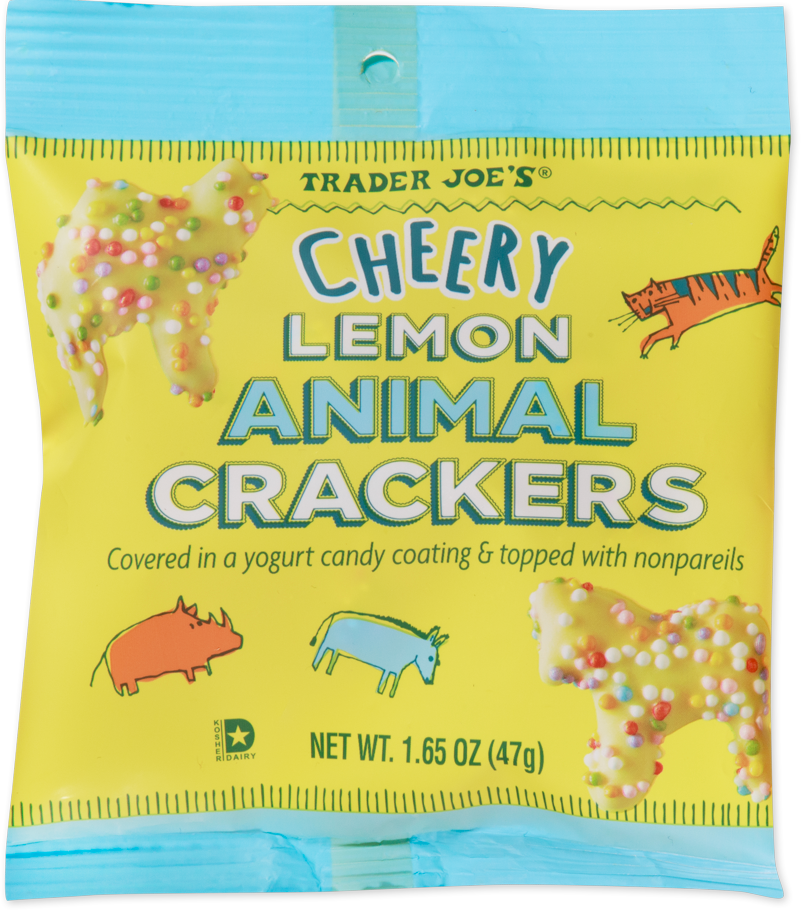 TRADER JOE'S®
CHEERY
LEMON
ANIMAL
CRACKERS
Covered in a yogurt candy coating & topped with nonpareils
KOSHER
D
DAIRY
NET WT. 1.65 OZ (47g)